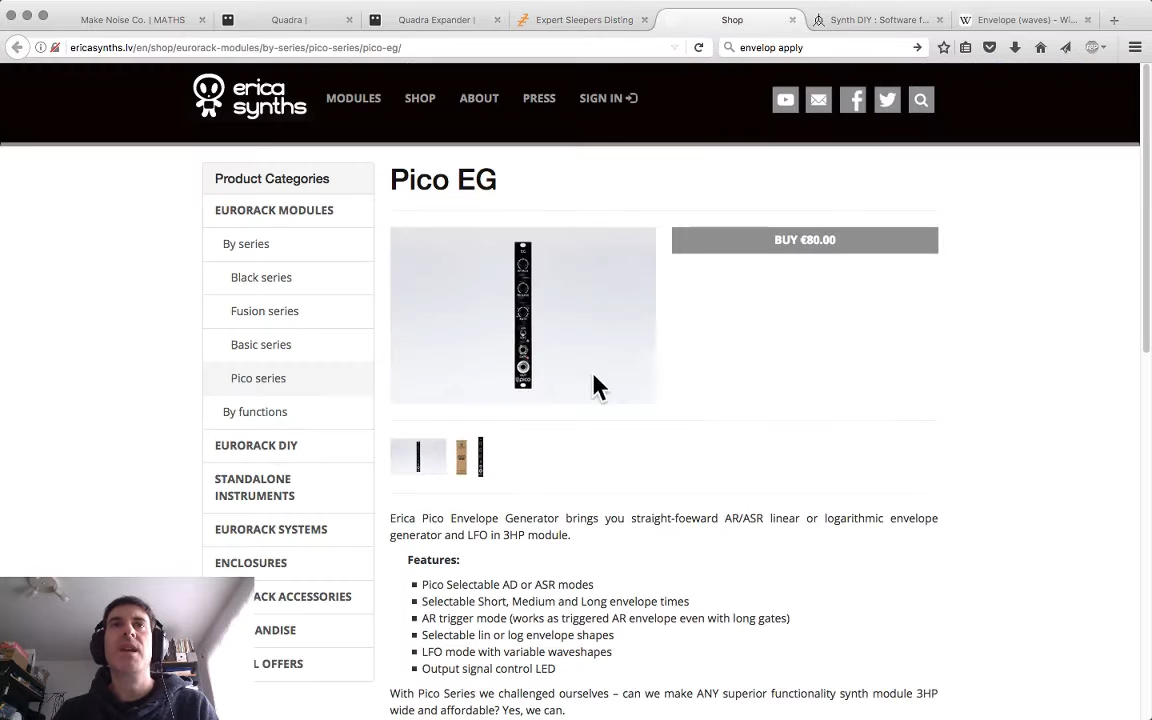 Make Noise Co. | MATHS
Quadra |
Quadra Expander |
Expert Sleepers Disting
Shop
Synth DIY : Software f...
Envelope (waves) - Wi...
ericasynths.lv/en/shop/eurorack-modules/by-series/pico-series/pico-eg/
envelop apply
erica synths
MODULES
SHOP
ABOUT
PRESS
SIGN IN
Product Categories
EURORACK MODULES
By series
Black series
Fusion series
Basic series
Pico series
By functions
EURORACK DIY
STANDALONE
INSTRUMENTS
EURORACK SYSTEMS
ENCLOSURES
ACK ACCESSORIES
HANDISE
L OFFERS
Pico EG
BUY €80.00
Erica Pico Envelope Generator brings you straight-foeward AR/ASR linear or logarithmic envelope
generator and LFO in 3HP module.
Features:
Pico Selectable AD or ASR modes
Selectable Short, Medium and Long envelope times
AR trigger mode (works as triggered AR envelope even with long gates)
Selectable lin or log envelope shapes
LFO mode with variable waveshapes
Output signal control LED
With Pico Series we challenged ourselves – can we make ANY superior functionality synth module 3HP
wide and affordable? Yes, we can.